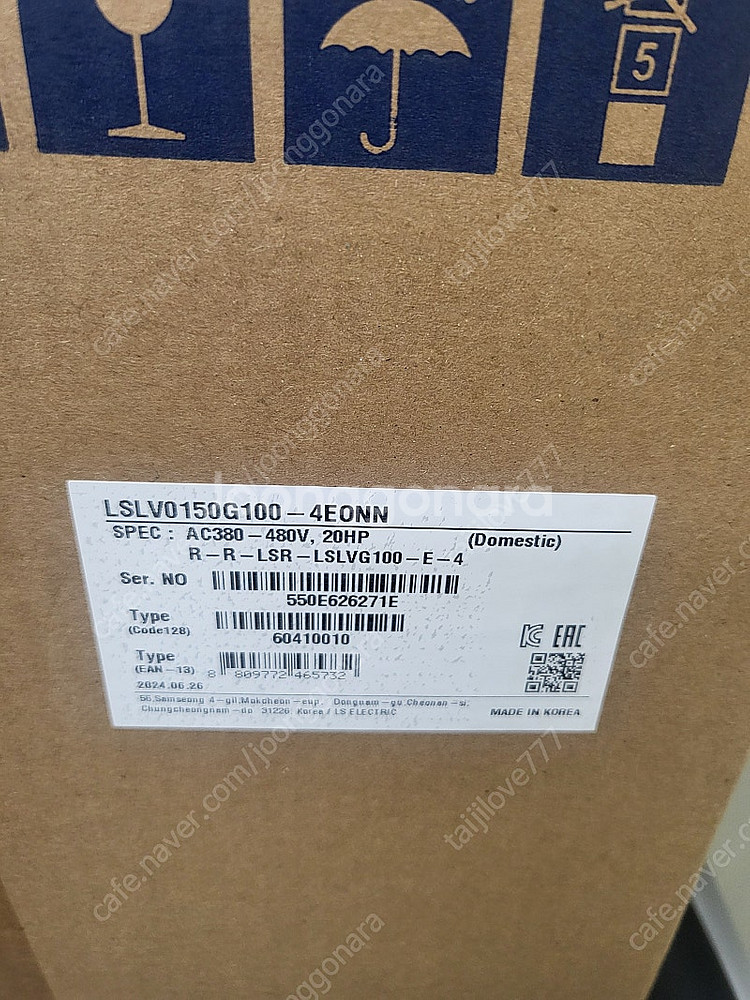 5
LSLV0150G100-4EONN
SPEC : AC380-480V, 20HP (Domestic)
R-R-LSR-LSLVG100-E-4
Ser. NO
550E626271E
Type
(Code128)
60410010
Type
(EAN-13)
8 809772 465732
2024.06.26
EAC
56,Samseong 4-gil,Mokcheon-eup, Dongnam-gu,Cheonan-si,
Chungcheongnam-do 31226 Korea / LS ELECTRIC
MADE IN KOREA
joonggonara
cafe.naver.com/joonggonara
taijilove777